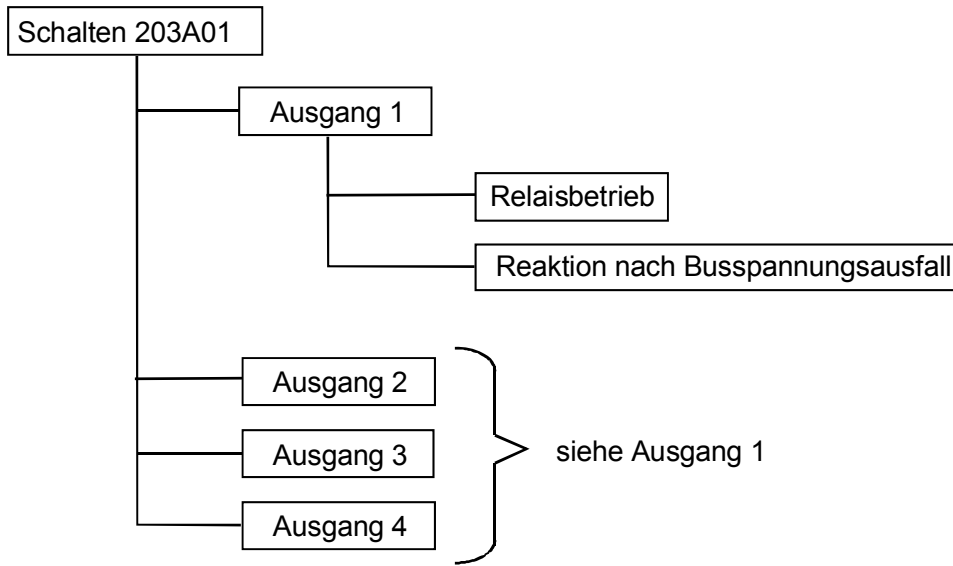 Schalten 203A01
Ausgang 1
Relaisbetrieb
Reaktion nach Busspannungsausfall
Ausgang 2
Ausgang 3
siehe Ausgang 1
Ausgang 4